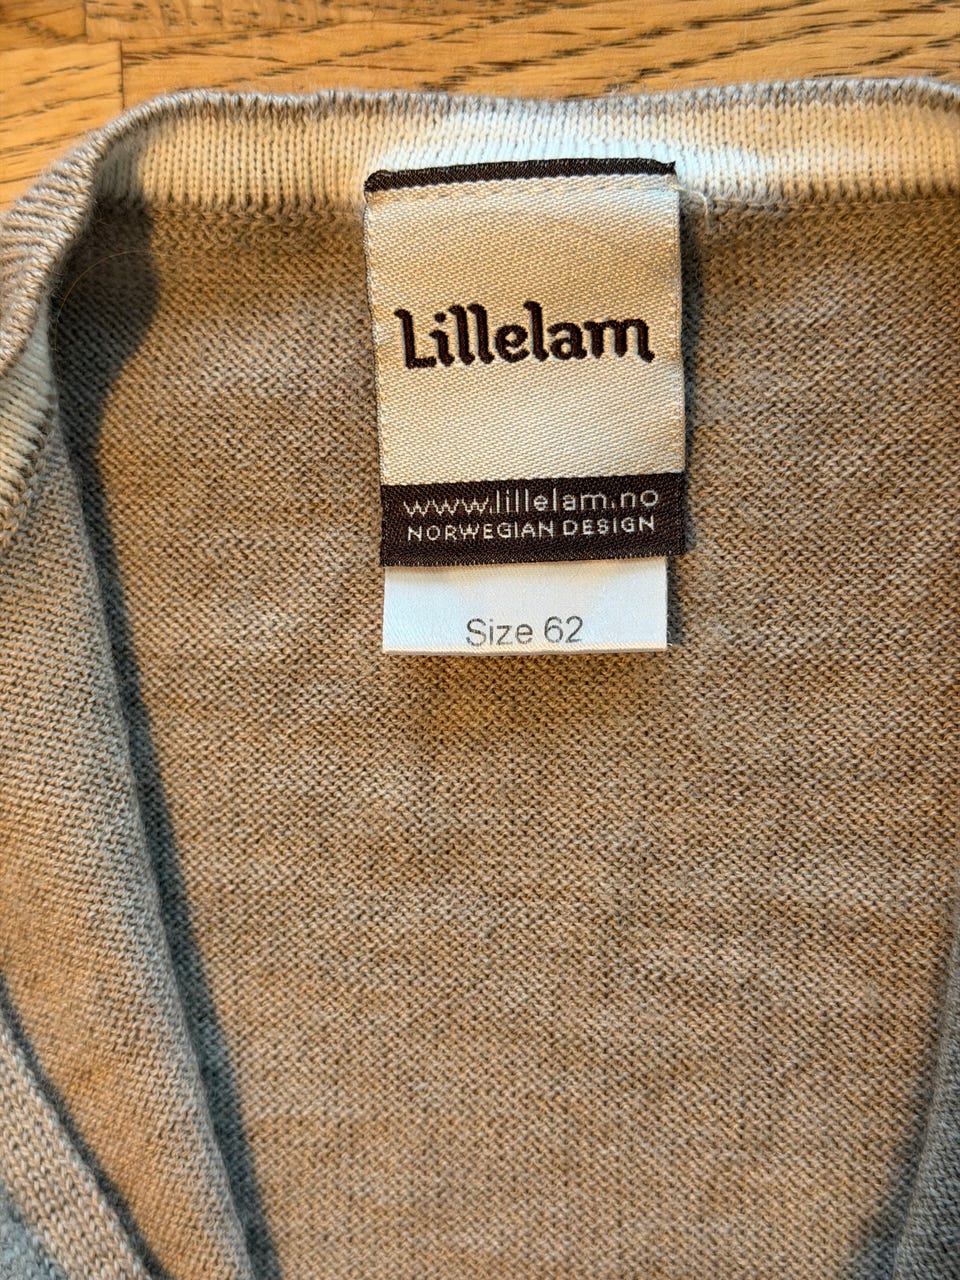 Lillelam
www.lillelam.no
NORWEGIAN DESIGN
Size 62